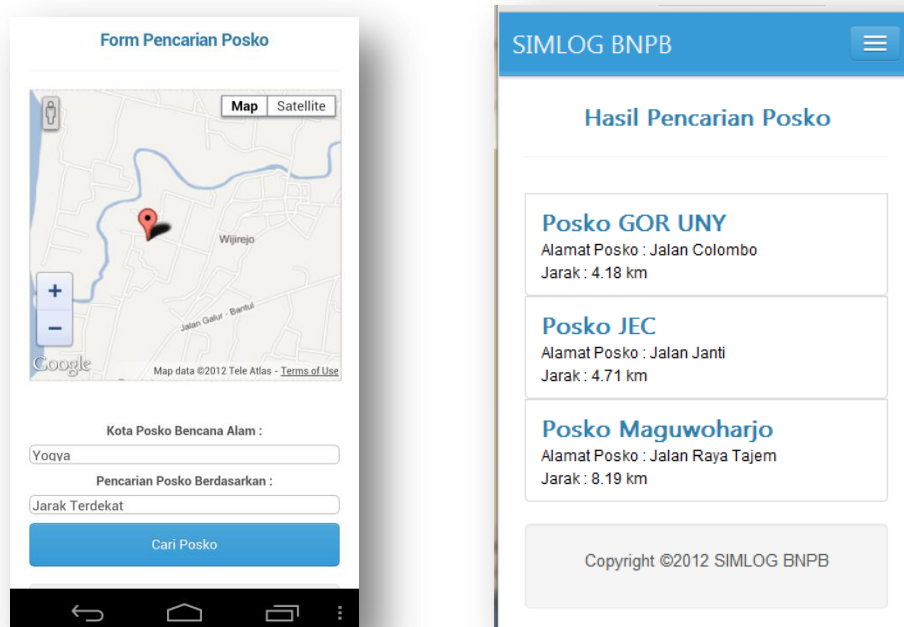 Form Pencarian Posko
Map
Satellite
Wijirejo
Jalan Galur - Bantul
+
−
Google
Map data ©2012 Tele Atlas - Terms of Use
Kota Posko Bencana Alam :
Yogya
Pencarian Posko Berdasarkan :
Jarak Terdekat
Cari Posko
SIMLOG BNPB
Hasil Pencarian Posko
Posko GOR UNY
Alamat Posko : Jalan Colombo
Jarak : 4.18 km
Posko JEC
Alamat Posko : Jalan Janti
Jarak : 4.71 km
Posko Maguwoharjo
Alamat Posko : Jalan Raya Tajem
Jarak : 8.19 km
Copyright ©2012 SIMLOG BNPB